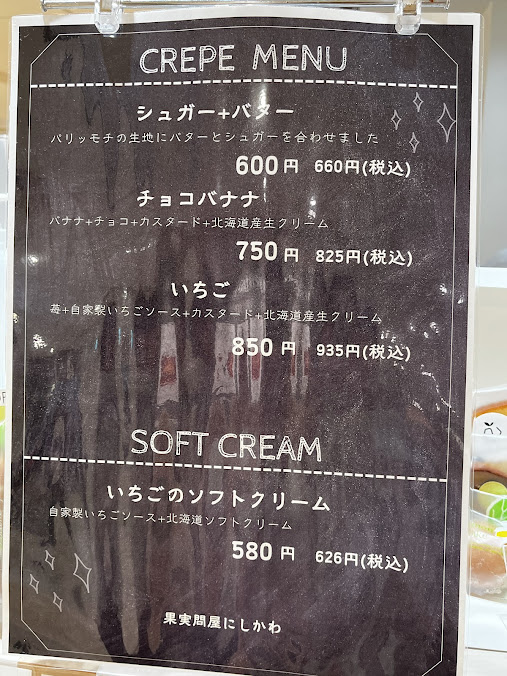 CREPE MENU
シュガー+バター
パリッモチの生地にバターとシュガーを合わせました
600円 660円(税込)
チョコバナナ
バナナ+チョコ+カスタード+北海道産生クリーム
750円 825円(税込)
いちご
苺+自家製いちごソース+カスタード+北海道産生クリーム
850円 935円(税込)
SOFT CREAM
いちごのソフトクリーム
自家製いちごソース+北海道ソフトクリーム
580円 626円(税込)
果実問屋にしかわ